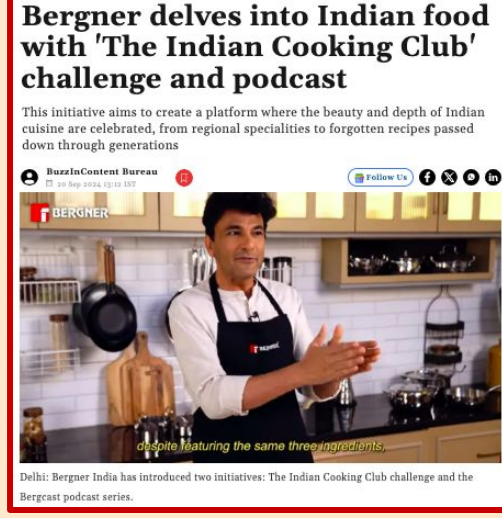 Bergner delves into Indian food
with 'The Indian Cooking Club'
challenge and podcast
This initiative aims to create a platform where the beauty and depth of Indian
cuisine are celebrated, from regional specialities to forgotten recipes passed
down through generations
BuzzInContent Bureau
20 Sep 2024 13:12 IST
Follow Us
BERGNER
BERGNER
despite featuring the same three ingredients,
Delhi: Bergner India has introduced two initiatives: The Indian Cooking Club challenge and the
Bergcast podcast series.